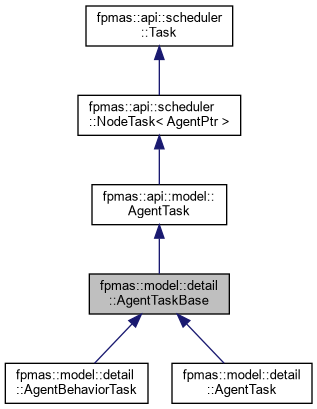 fpmas::api::scheduler
::Task
fpmas::api::scheduler
::NodeTask< AgentPtr >
fpmas::api::model::
AgentTask
fpmas::model::detail
::AgentTaskBase
fpmas::model::detail
::AgentBehaviorTask
fpmas::model::detail
::AgentTask